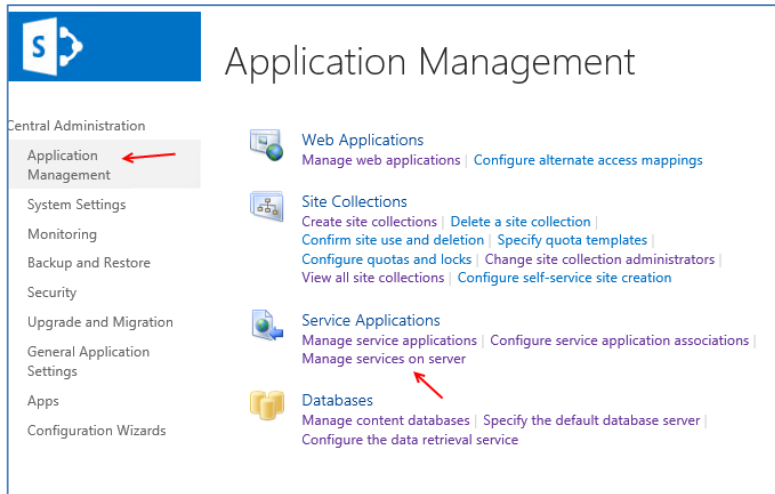 S
Application Management
Central Administration
Application
Management
System Settings
Monitoring
Backup and Restore
Security
Upgrade and Migration
General Application
Settings
Apps
Configuration Wizards
Web Applications
Manage web applications | Configure alternate access mappings
Site Collections
Create site collections | Delete a site collection |
Confirm site use and deletion | Specify quota templates |
Configure quotas and locks | Change site collection administrators |
View all site collections | Configure self-service site creation
Service Applications
Manage service applications | Configure service application associations |
Manage services on server
Databases
Manage content databases | Specify the default database server |
Configure the data retrieval service